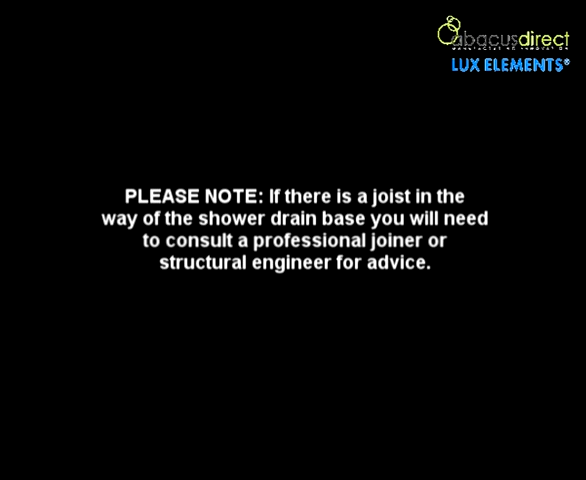 abacusdirect
LUX ELEMENTS®
PLEASE NOTE: If there is a joist in the
way of the shower drain base you will need
to consult a professional joiner or
structural engineer for advice.